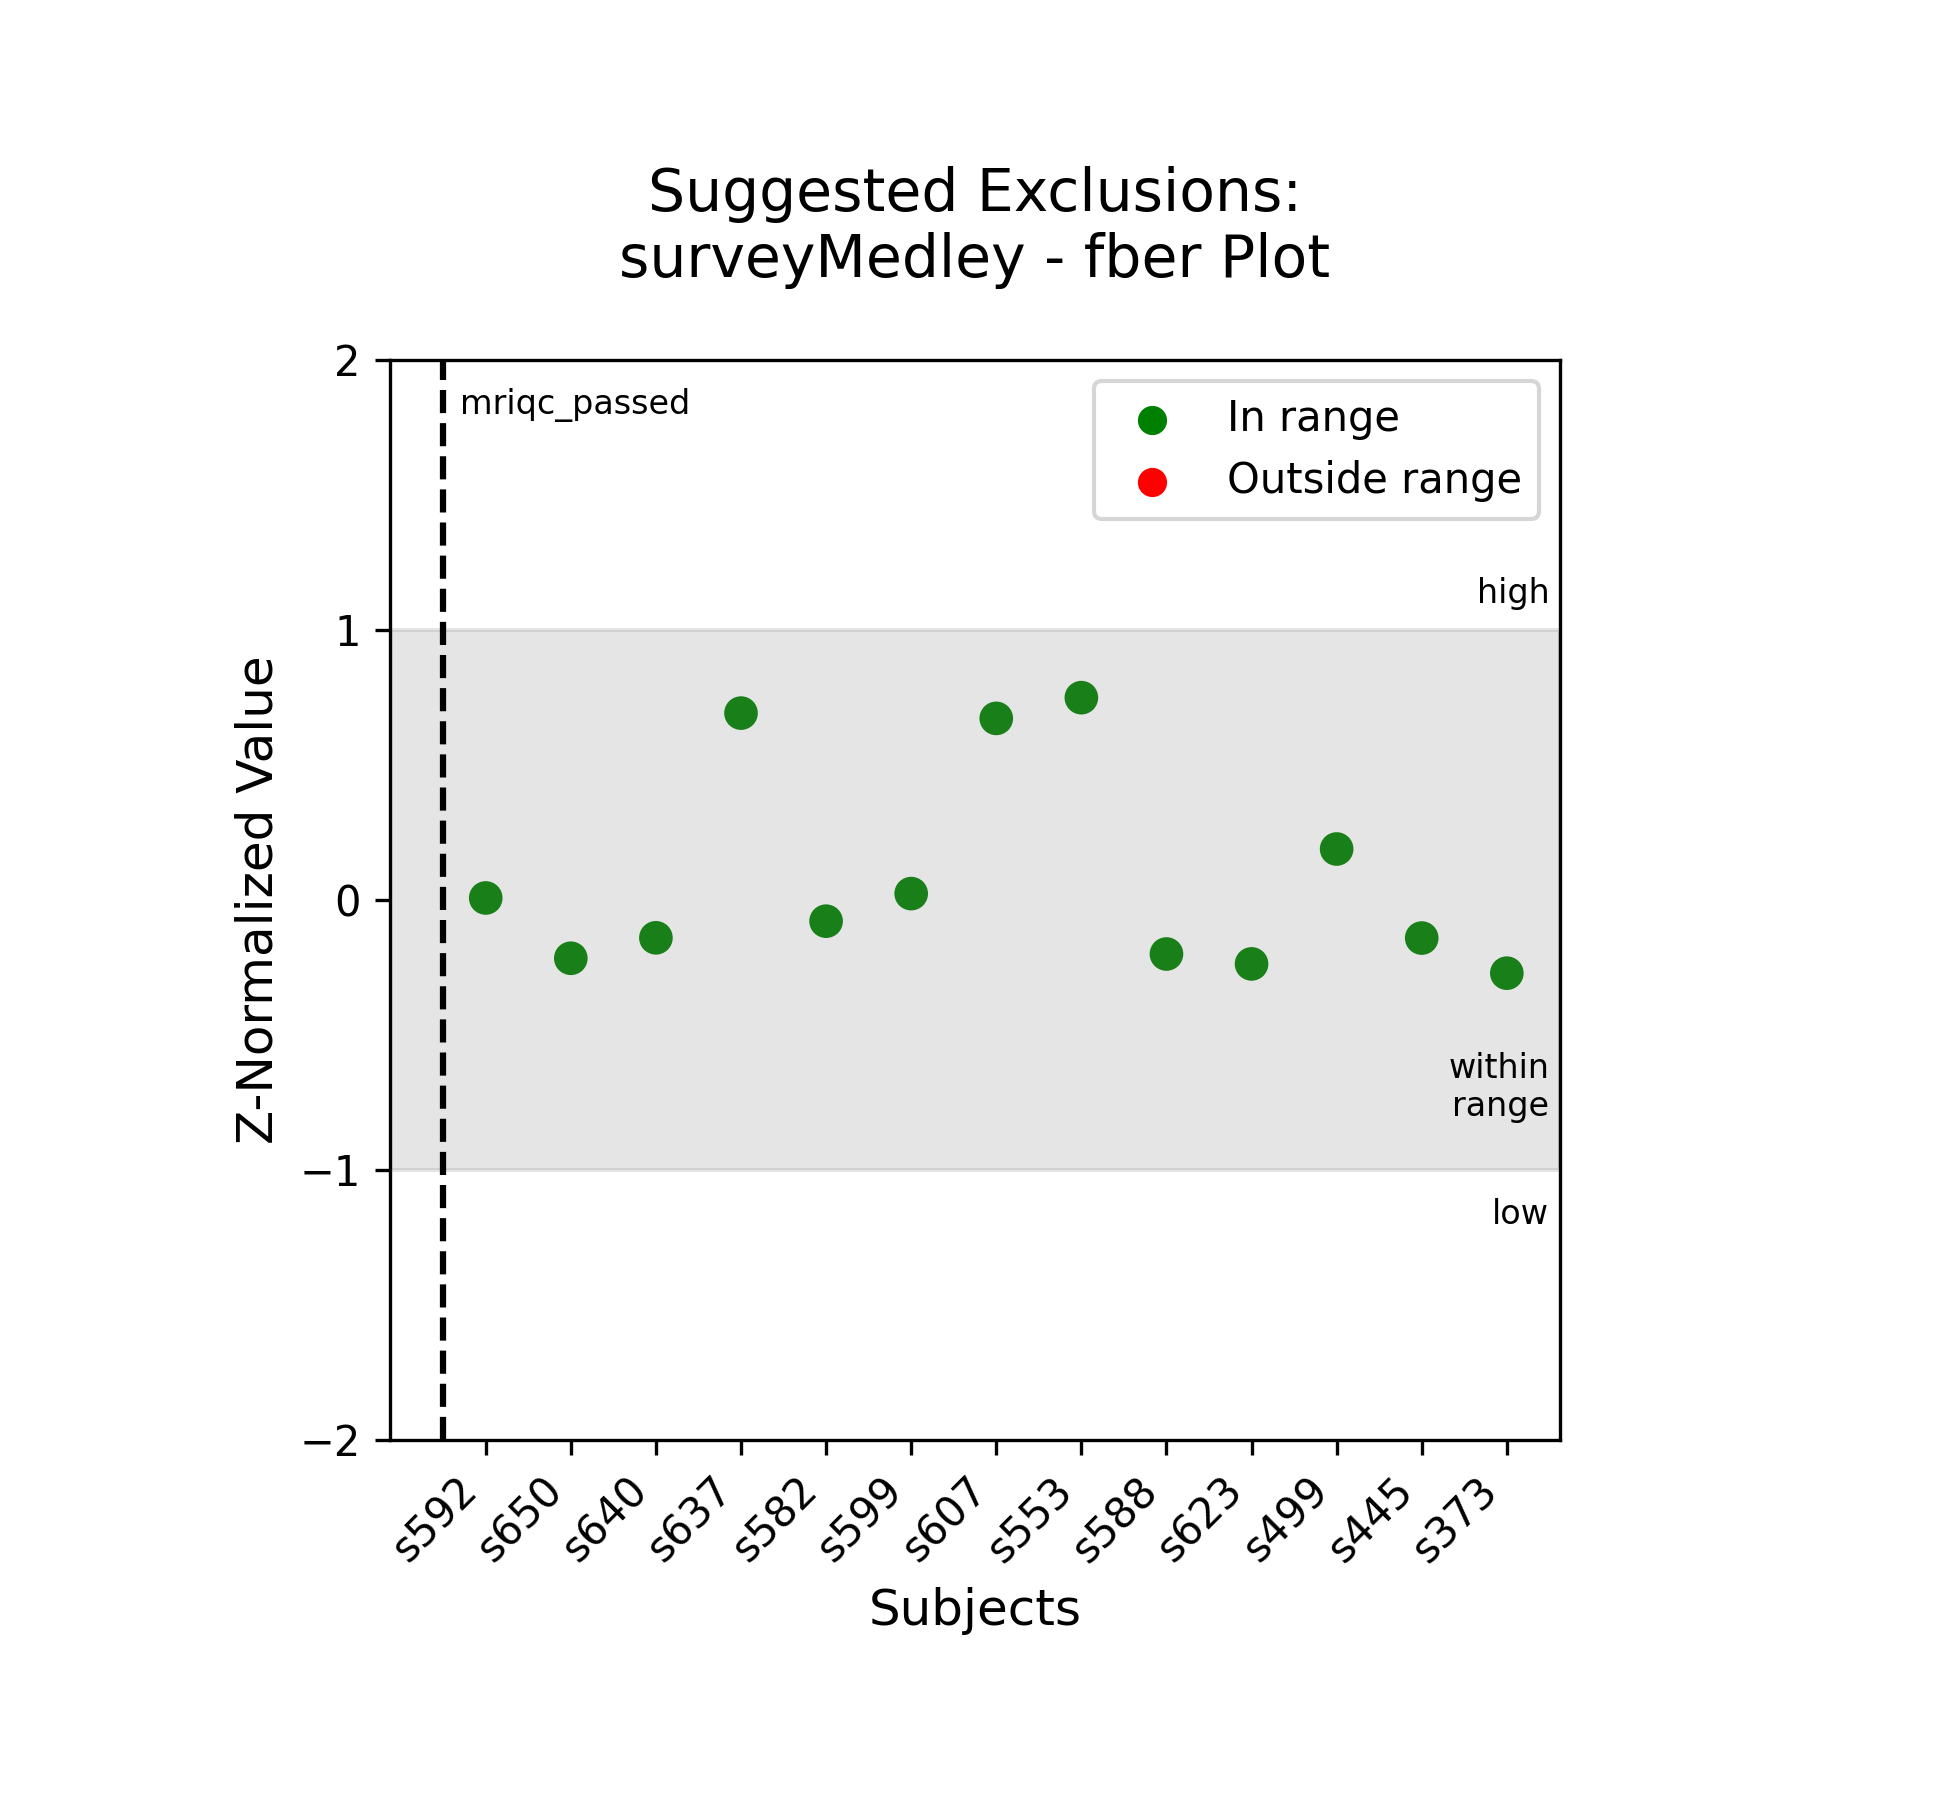 Suggested Exclusions:
surveyMedley - fber Plot
2
mriqc_passed
In range
Outside range
high
1
Z-Normalized Value
0
within
range
−1
low
−2
s592
s650
s640
s637
s582
s599
s607
s553
s588
s623
s499
s445
s373
Subjects